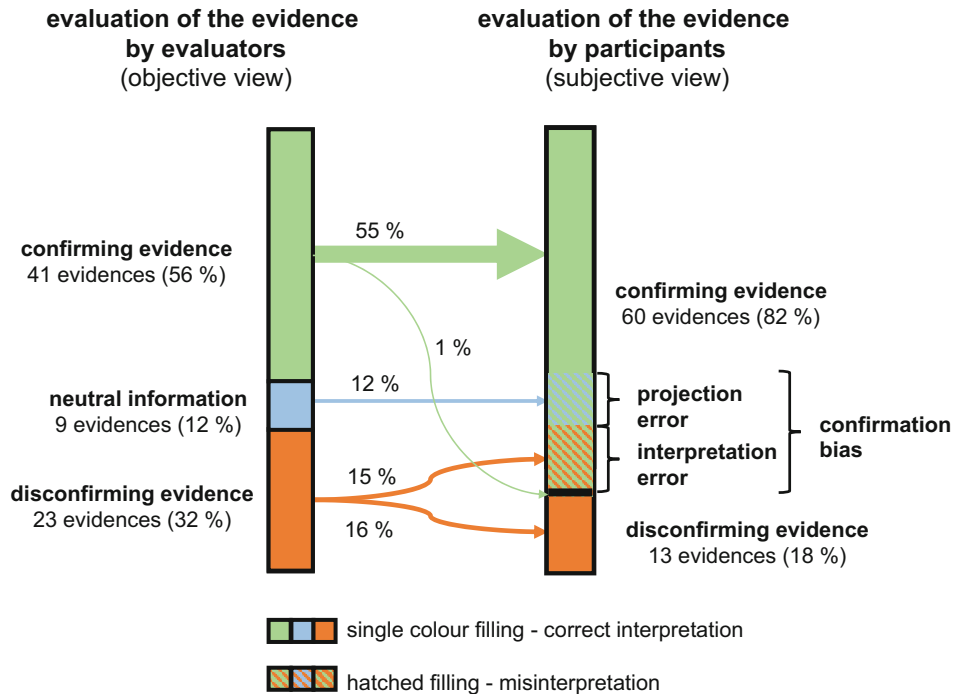 evaluation of the evidence
by evaluators
(objective view)
evaluation of the evidence
by participants
(subjective view)
55 %
confirming evidence
41 evidences (56 %)
confirming evidence
60 evidences (82 %)
1 %
12 %
neutral information
9 evidences (12 %)
projection
error
confirmation
bias
interpretation
error
15 %
disconfirming evidence
23 evidences (32 %)
16 %
disconfirming evidence
13 evidences (18 %)
single colour filling - correct interpretation
hatched filling - misinterpretation